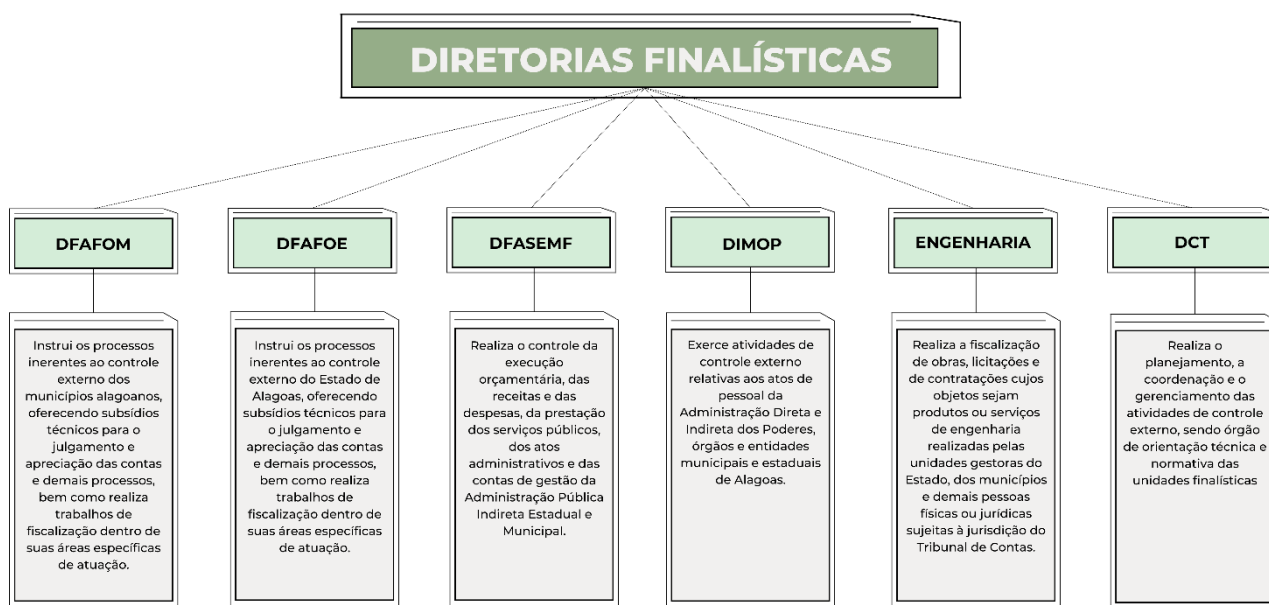 DIRETORIAS FINALÍSTICAS
DFAFOM
DFAFOE
DFASEMF
DIMOP
ENGENHARIA
DCT
Instrui os processos
inerentes ao controle
externo dos
municípios alagoanos,
oferecendo subsídios
técnicos para o
julgamento e
apreciação das contas
e demais processos,
bem como realiza
trabalhos de
fiscalização dentro de
suas áreas específicas
de atuação.
Instrui os processos
inerentes ao controle
externo do Estado de
Alagoas, oferecendo
subsídios técnicos para
o julgamento e
apreciação das contas
e demais processos,
bem como realiza
trabalhos de
fiscalização dentro de
suas áreas específicas
de atuação.
Realiza o controle da
execução
orçamentária, das
receitas e das
despesas, da prestação
dos serviços públicos,
dos atos
administrativos e das
contas de gestão da
Administração Pública
Indireta Estadual e
Municipal.
Exerce atividades de
controle externo
relativas aos atos de
pessoal da
Administração Direta e
Indireta dos Poderes,
órgãos e entidades
municipais e estaduais
de Alagoas.
Realiza a fiscalização
de obras, licitações e
de contratações cujos
objetos sejam
produtos ou serviços
de engenharia
realizadas pelas
unidades gestoras do
Estado, dos municípios
e demais pessoas
físicas ou jurídicas
sujeitas à jurisdição do
Tribunal de Contas.
Realiza o
planejamento, a
coordenação e o
gerenciamento das
atividades de controle
externo, sendo órgão
de orientação técnica e
normativa das
unidades finalísticas